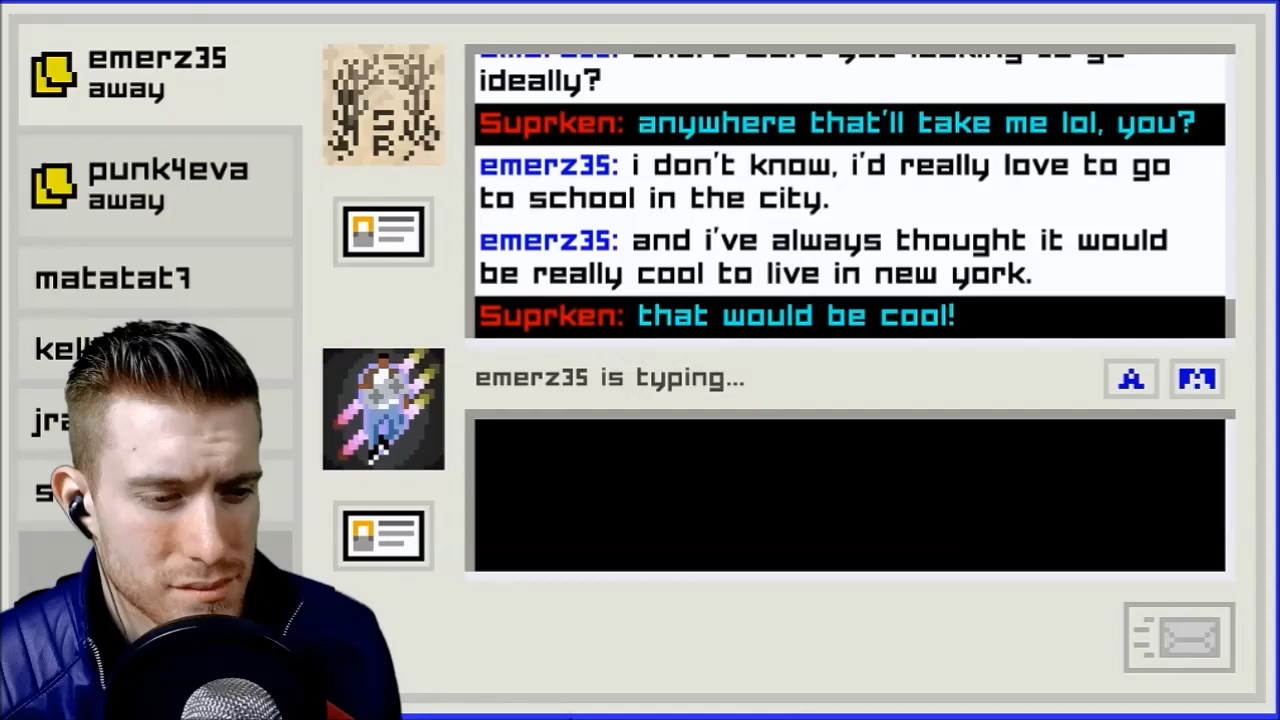 emerz35
away
punk4eva
away
matatat7
ideally?
Suprken: anywhere that'll take me lol, you?
emerz35: i don't know, i'd really love to go
to school in the city.
emerz35: and i've always thought it would
be really cool to live in new york.
Suprken: that would be cool!
emerz35 is typing...
A